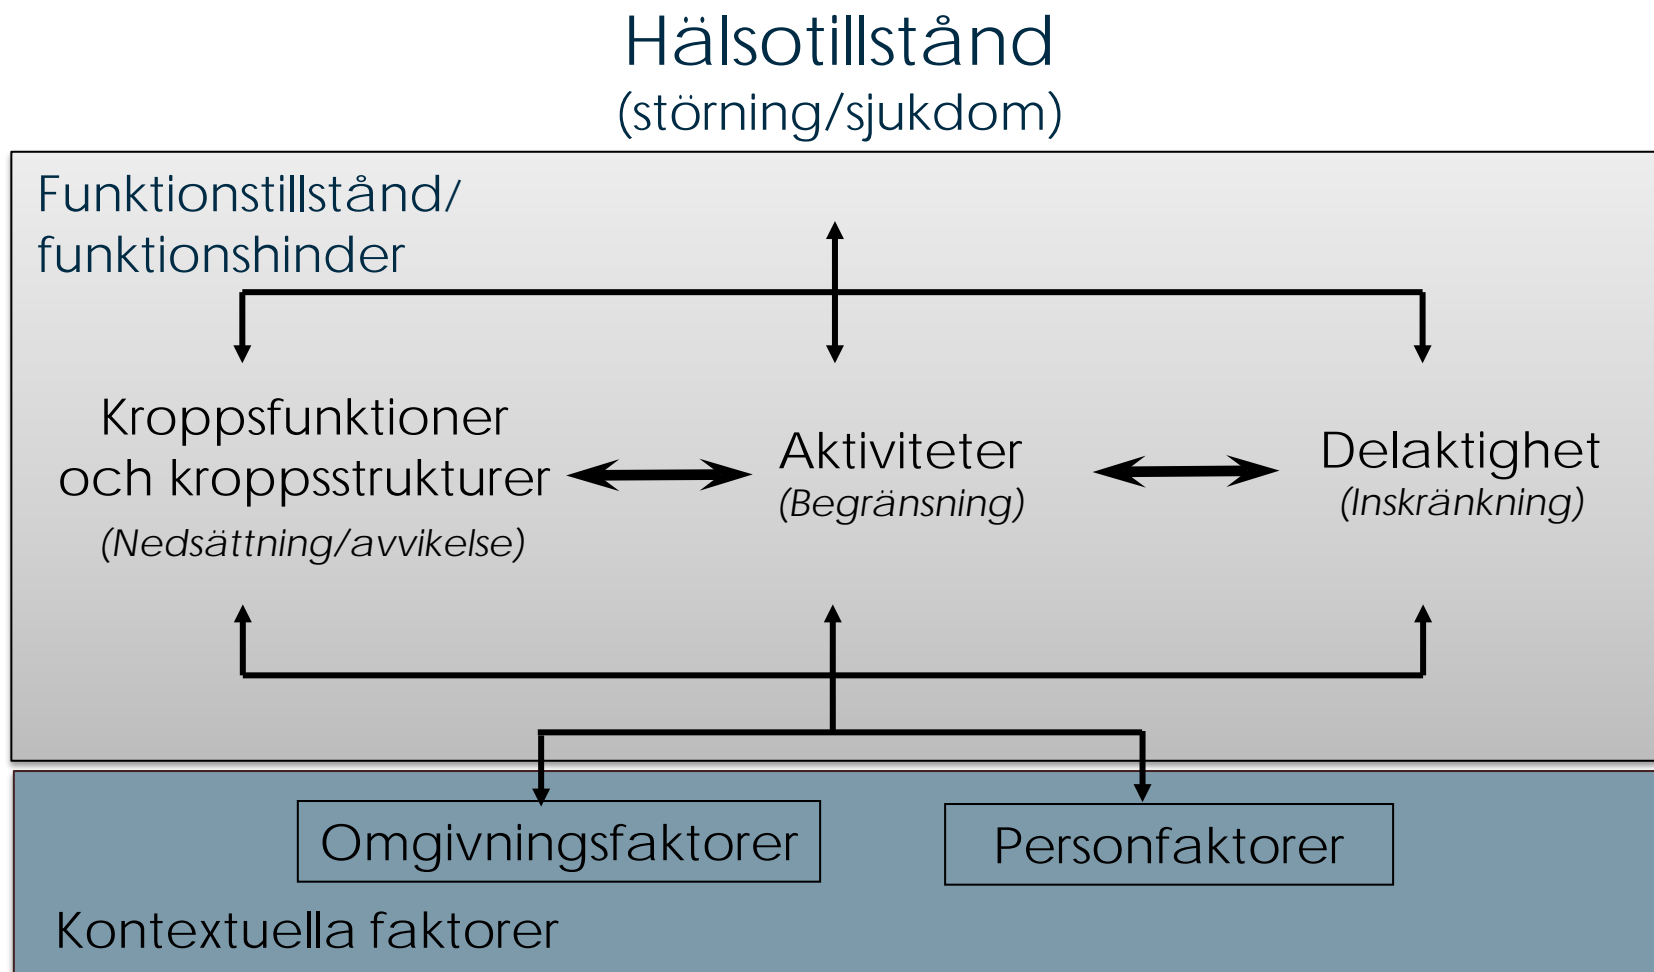 Hälsotillstånd
(störning/sjukdom)
Funktionstillstånd/
funktionshinder
Kroppsfunktioner
och kroppsstrukturer
(Nedsättning/avvikelse)
Aktiviteter
(Begränsning)
Delaktighet
(Inskränkning)
Omgivningsfaktorer
Personfaktorer
Kontextuella faktorer